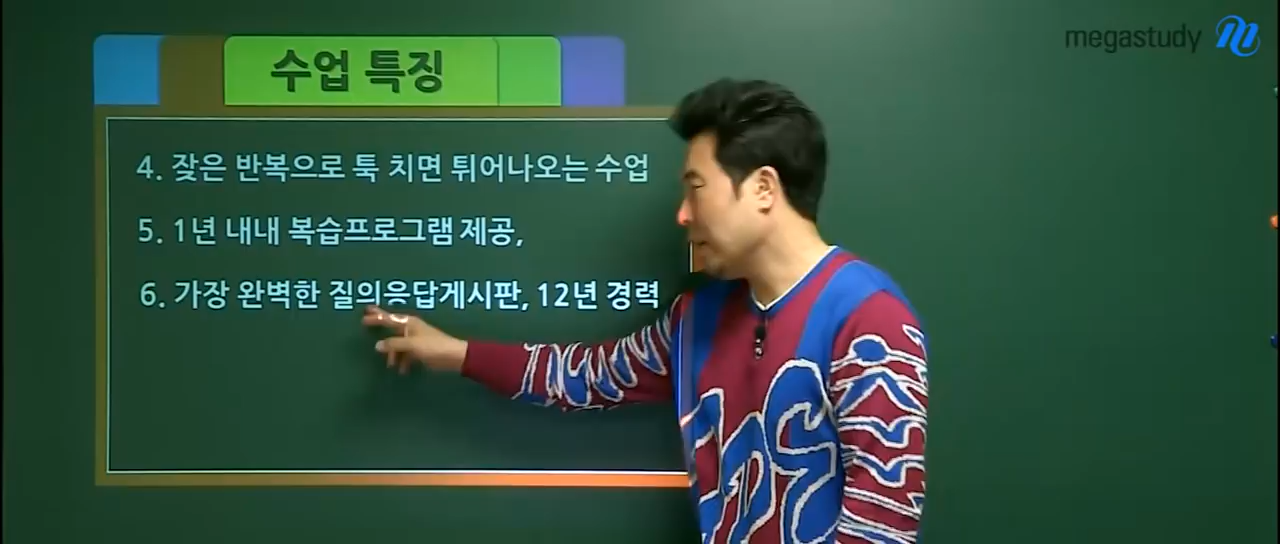 megastudy
수업 특징
4. 잦은 반복으로 툭 치면 튀어나오는 수업
5. 1년 내내 복습프로그램 제공,
6. 가장 완벽한 질의응답게시판, 12년 경력